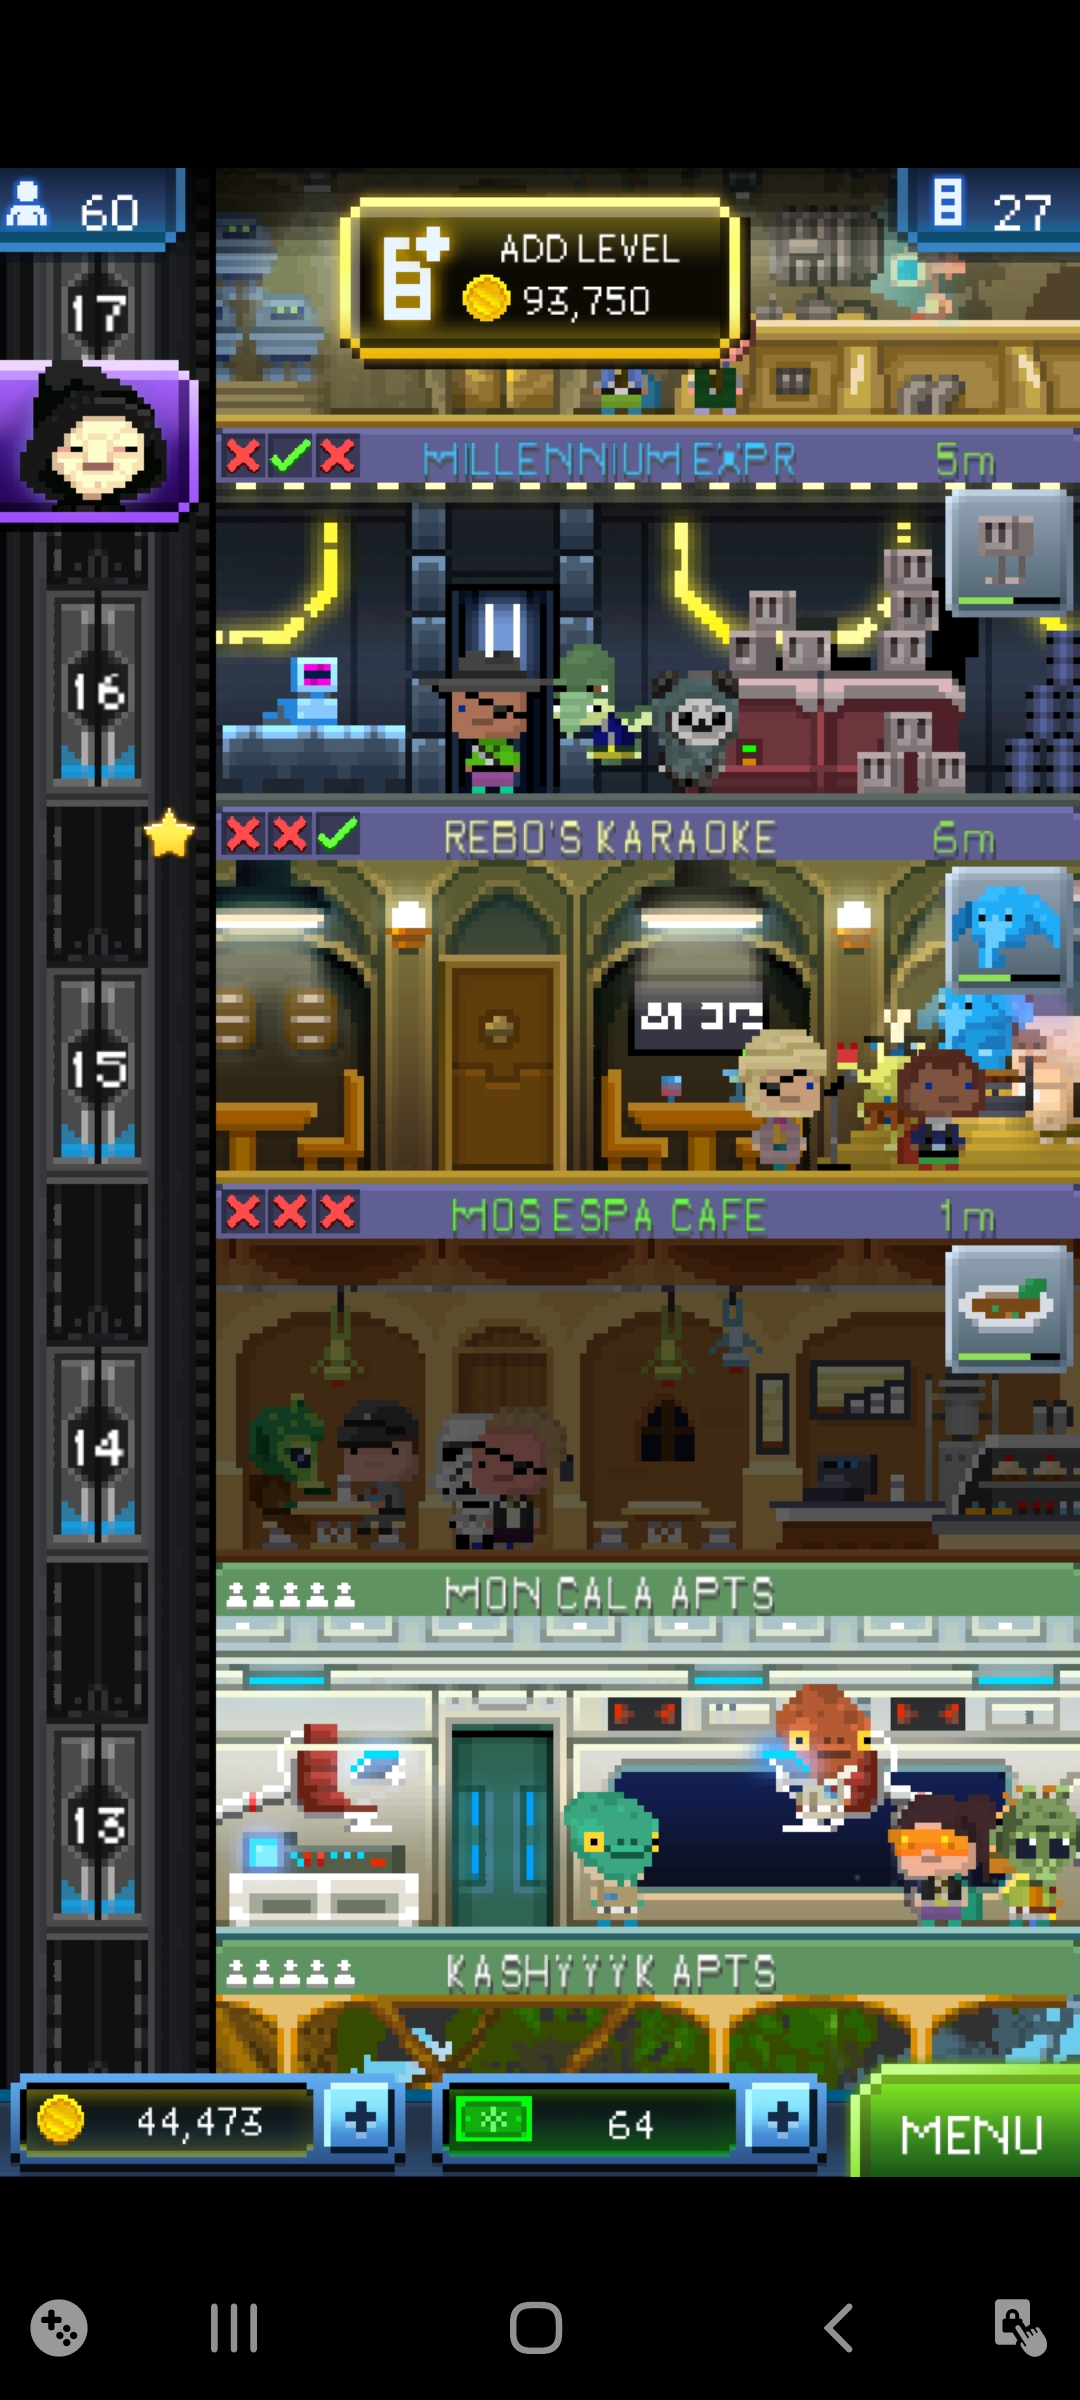 60
ADD LEVEL
93,750
27
17
MILLENNIUM EXPR
5m
16
REBO'S KARAOKE
6m
15
MOS ESPA CAFE
1m
14
MON CALA APTS
13
KASHYYYK APTS
44,473
+
64
+
MENU